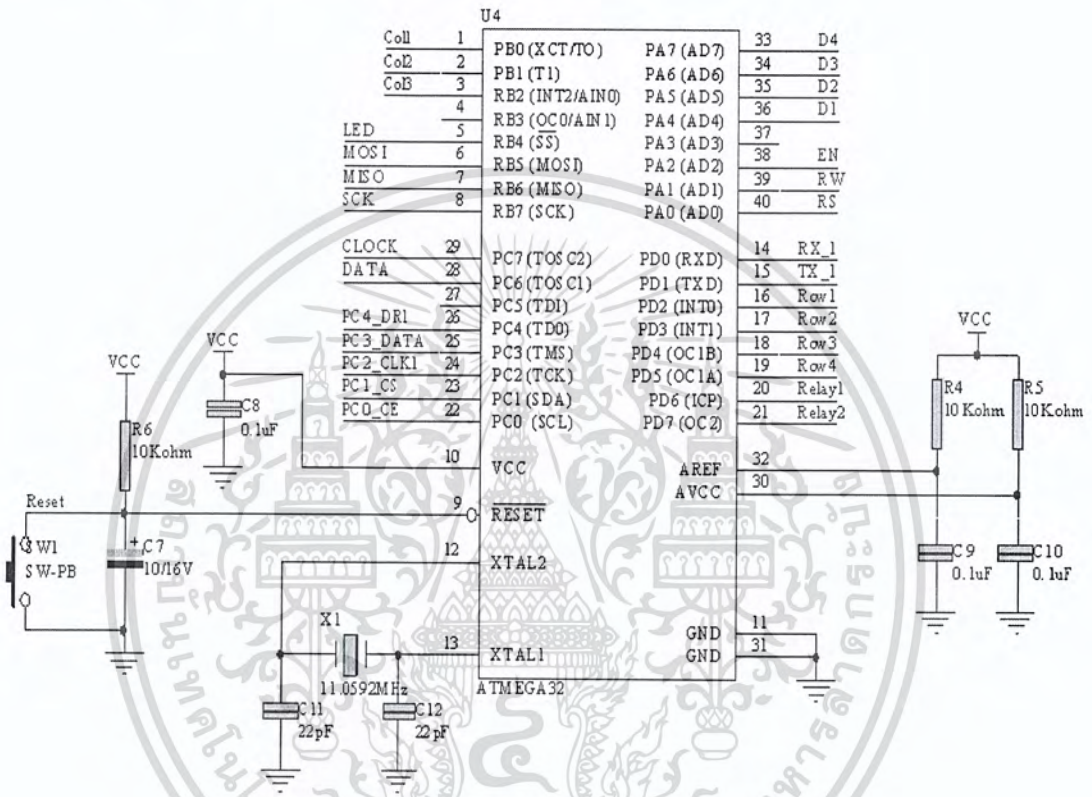 U4
Col1 1 PB0 (XCT/TO) PA7 (AD7) 33 D4
Col2 2 PB1 (T1) PA6 (AD6) 34 D3
Col3 3 RB2 (INT2/AIN0) PA5 (AD5) 35 D2
4 RB3 (OC0/AIN1) PA4 (AD4) 36 D1
LED 5 RB4 (SS) PA3 (AD3) 37
MOSI 6 RB5 (MOSI) PA2 (AD2) 38 EN
MISO 7 RB6 (MISO) PA1 (AD1) 39 RW
SCK 8 RB7 (SCK) PA0 (AD0) 40 RS
CLOCK 29 PC7 (TOSC2) PD0 (RXD) 14 RX_1
DATA 28 PC6 (TOSC1) PD1 (TXD) 15 TX_1
27 PC5 (TDI) PD2 (INT0) 16 Row1
PC4_DR1 26 PC4 (TD0) PD3 (INT1) 17 Row2
PC3_DATA 25 PC3 (TMS) PD4 (OC1B) 18 Row3
PC2_CLK1 24 PC2 (TCK) PD5 (OC1A) 19 Row4
PC1_CS 23 PC1 (SDA) PD6 (ICP) 20 Relay1
PC0_CE 22 PC0 (SCL) PD7 (OC2) 21 Relay2
VCC
VCC
VCC
C8
0.1uF
R6
10Kohm
R4
10Kohm
R5
10Kohm
10 VCC AREF 32
AVCC 30
Reset
9 RESET
SW1
SW-PB
+
C7
10/16V
12 XTAL2
C9
0.1uF
C10
0.1uF
X1
11.0592MHz
13 XTAL1
GND 11
GND 31
ATMEGA32
C11
22pF
C12
22pF